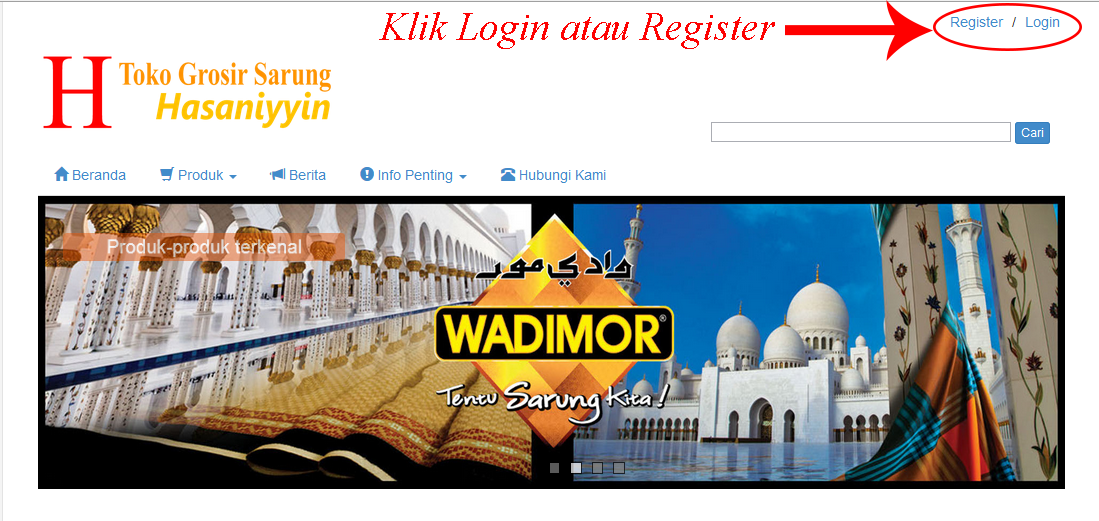 Klik Login atau Register
Register / Login
H Toko Grosir Sarung
Hasaniyyin
Cari
Beranda Produk Berita Info Penting Hubungi Kami
Produk-produk terkenal
وادي مور
WADIMOR®
Tentu Sarung Kita!